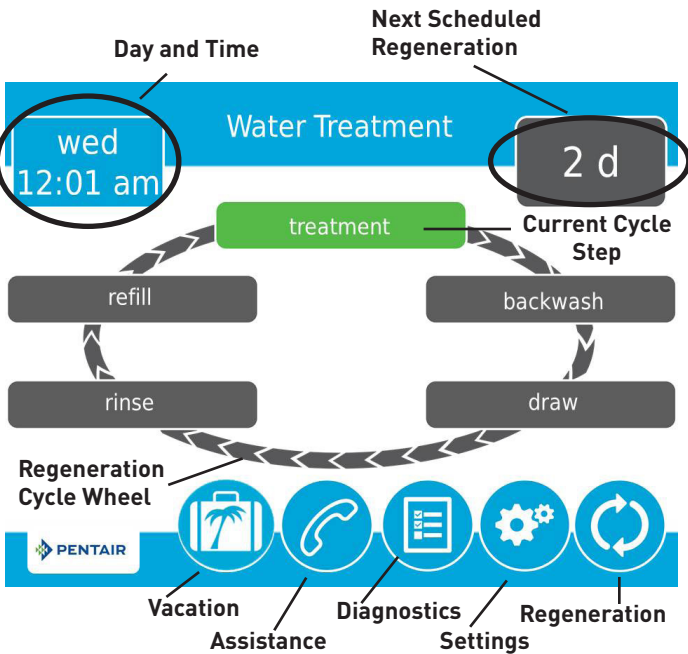 Next Scheduled
Regeneration
Day and Time
Water Treatment
wed
12:01 am
2 d
treatment
Current Cycle
Step
refill
backwash
rinse
draw
Regeneration
Cycle Wheel
PENTAIR
Vacation
Assistance
Diagnostics
Settings
Regeneration